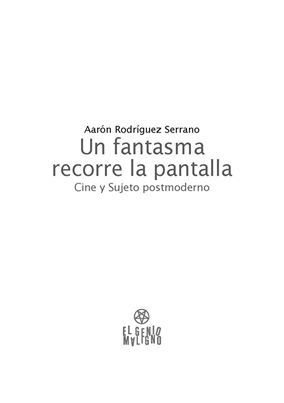 Aarón Rodríguez Serrano
Un fantasma
recorre la pantalla
Cine y Sujeto postmoderno
EL GENIO
MALIGNO